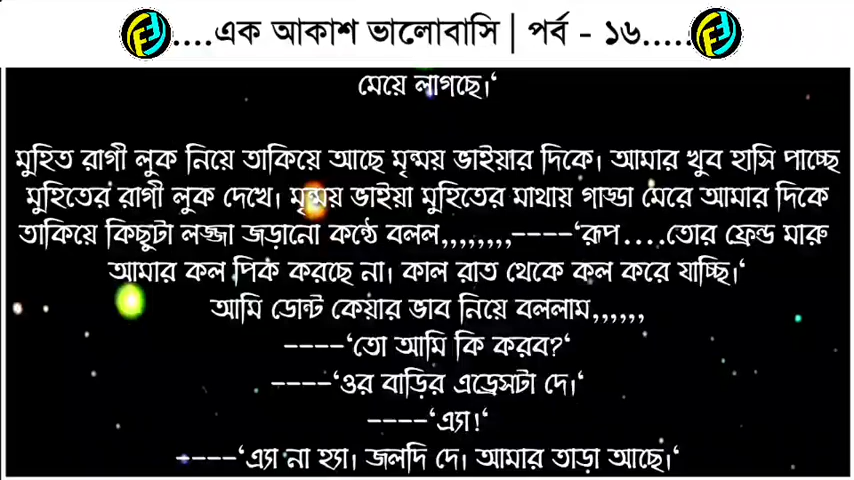 ....এক আকাশ ভালোবাসি | পর্ব - ১৬.....
মেয়ে লাগছে।‘
মুহিত রাগী লুক নিয়ে তাকিয়ে আছে মৃন্ময় ভাইয়ার দিকে। আমার খুব হাসি পাচ্ছে
মুহিতের রাগী লুক দেখে। মৃন্ময় ভাইয়া মুহিতের মাথায় গাড্ডা মেরে আমার দিকে
তাকিয়ে কিছুটা লজ্জা জড়ানো কন্ঠে বলল,,,,,,,,----‘রূপ....তোর ফ্রেন্ড মারু
আমার কল পিক করছে না। কাল রাত থেকে কল করে যাচ্ছি।‘
আমি ডোন্ট কেয়ার ভাব নিয়ে বললাম,,,,,,
----‘তো আমি কি করব?‘
----‘ওর বাড়ির এড্রেসটা দে।‘
----‘এ্যা!‘
----‘এ্যা না হ্যা। জলদি দে। আমার তাড়া আছে।‘